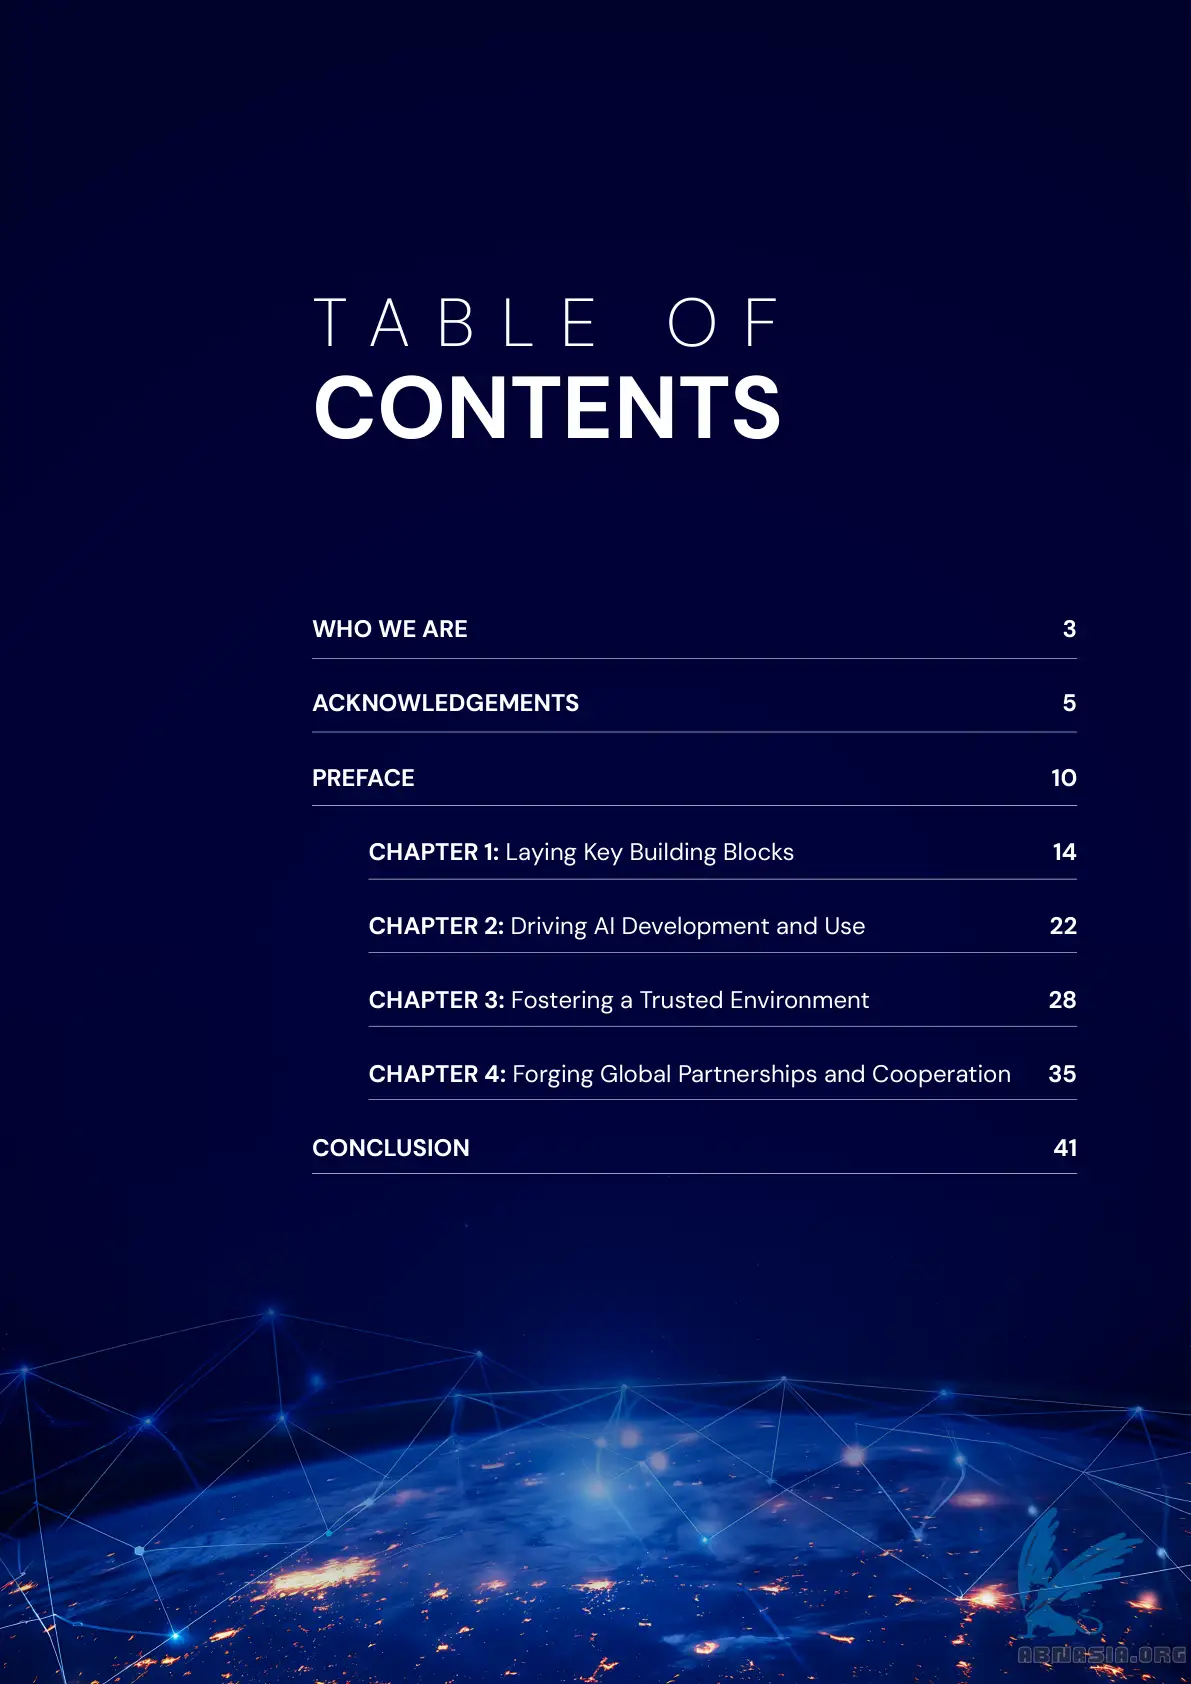 TABLE OF
CONTENTS
WHO WE ARE 3
ACKNOWLEDGEMENTS 5
PREFACE 10
CHAPTER 1: Laying Key Building Blocks 14
CHAPTER 2: Driving AI Development and Use 22
CHAPTER 3: Fostering a Trusted Environment 28
CHAPTER 4: Forging Global Partnerships and Cooperation 35
CONCLUSION 41
ABNASIA.ORG